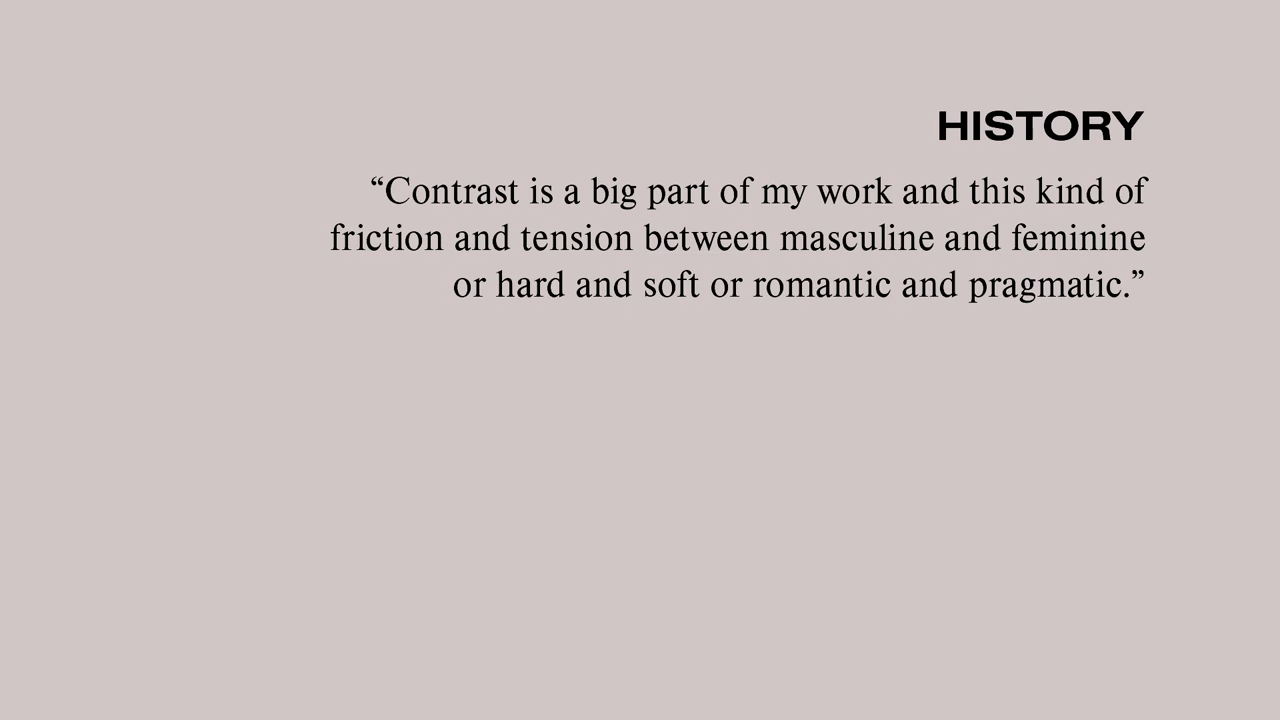 HISTORY
“Contrast is a big part of my work and this kind of
friction and tension between masculine and feminine
or hard and soft or romantic and pragmatic.”